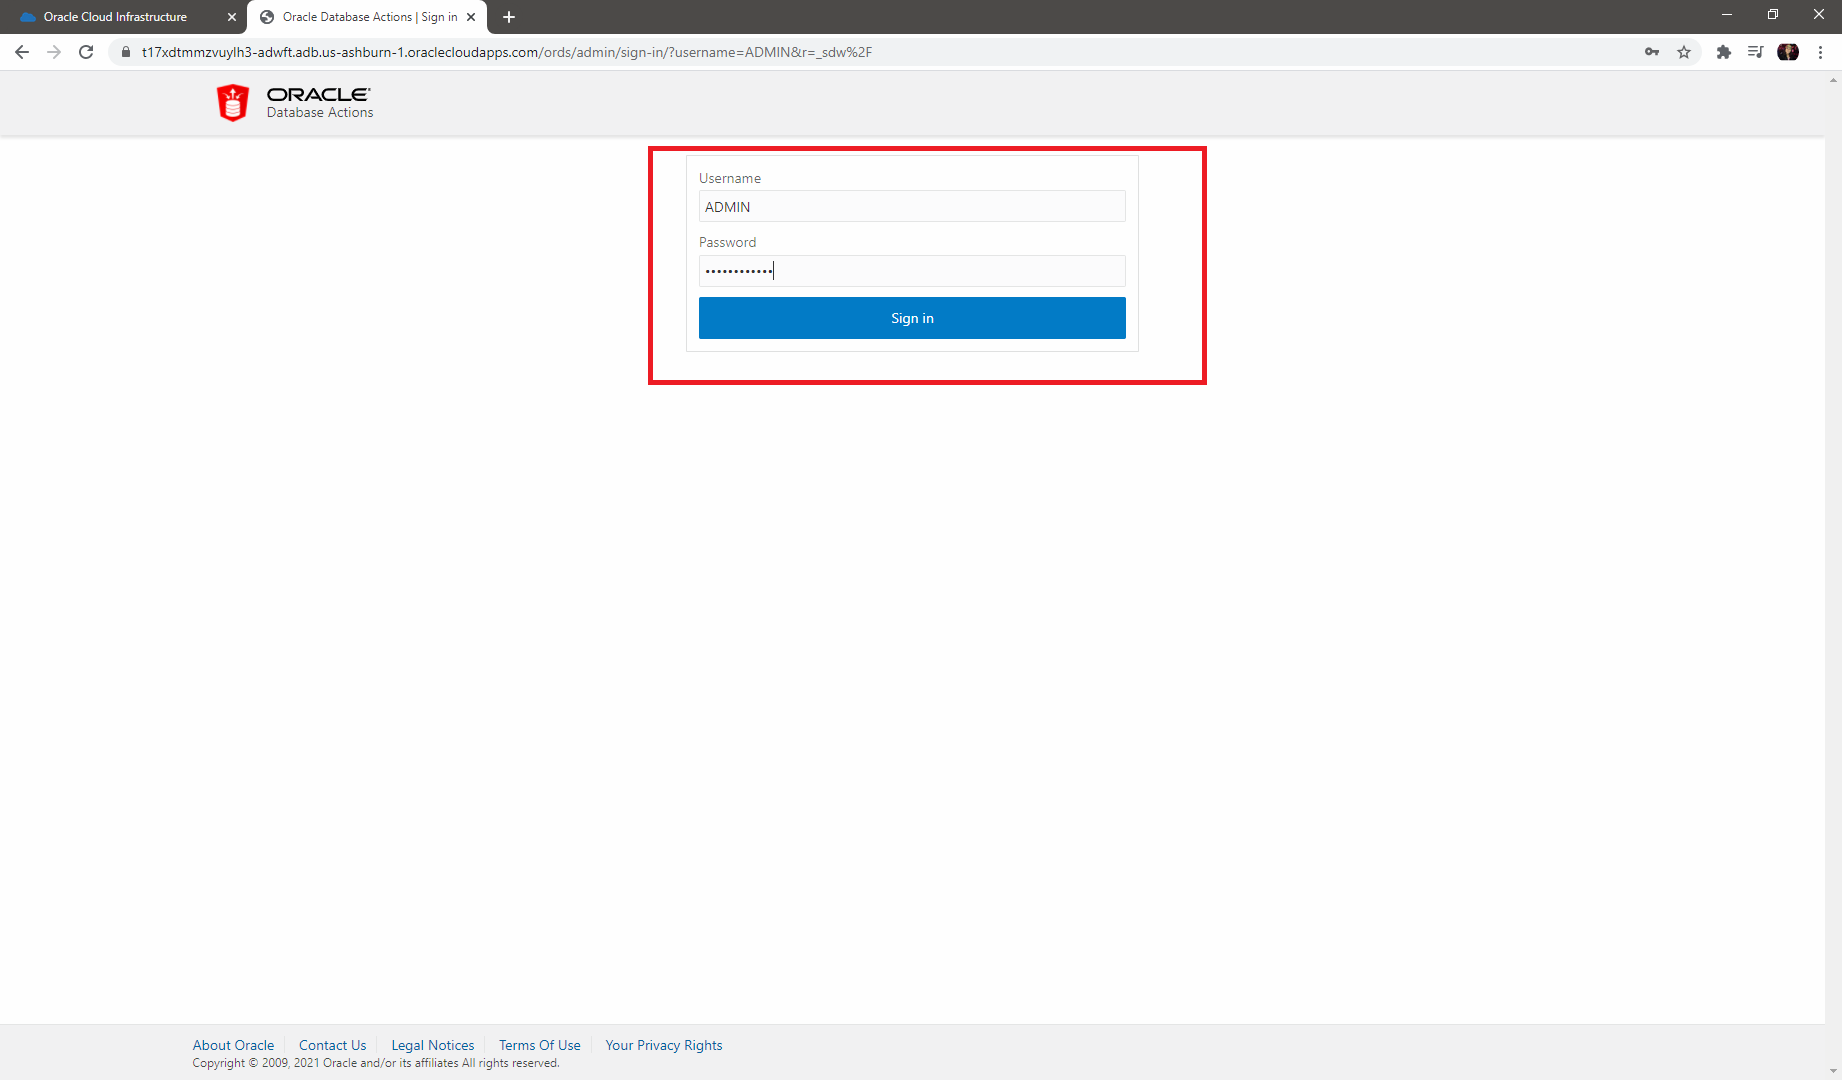 Oracle Cloud Infrastructure
Oracle Database Actions | Sign in
t17xdtmmzvuylh3-adwft.adb.us-ashburn-1.oraclecloudapps.com/ords/admin/sign-in/?username=ADMIN&r=_sdw%2F
ORACLE
Database Actions
Username
ADMIN
Password
••••••••••••
Sign in
About Oracle Contact Us Legal Notices Terms Of Use Your Privacy Rights
Copyright © 2009, 2021 Oracle and/or its affiliates All rights reserved.